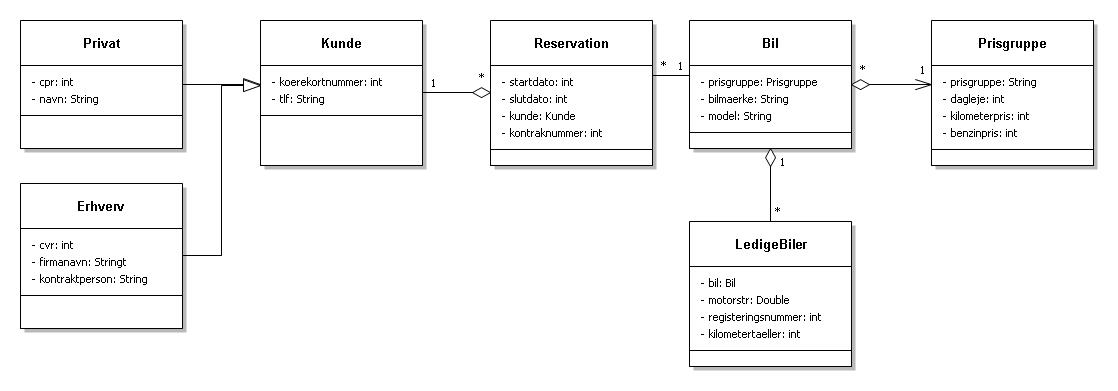 Privat
- cpr: int
- navn: String
Kunde
- koerekortnummer: int
- tlf: String
1
*
Reservation
- startdato: int
- slutdato: int
- kunde: Kunde
- kontraknummer: int
*
1
Bil
- prisgruppe: Prisgruppe
- bilmaerke: String
- model: String
*
1
Prisgruppe
- prisgruppe: String
- dagleje: int
- kilometerpris: int
- benzinpris: int
1
*
Erhverv
- cvr: int
- firmanavn: Stringt
- kontraktperson: String
LedigeBiler
- bil: Bil
- motorstr: Double
- registeringsnummer: int
- kilometertaeller: int